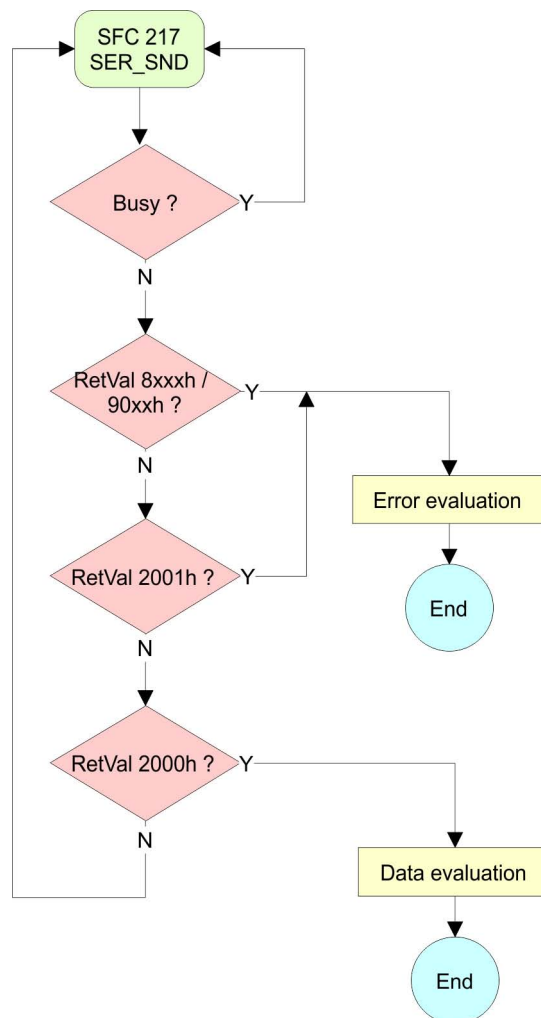 SFC 217
SER_SND
Busy ?
Y
N
RetVal 8xxxh /
90xxh ?
Y
N
Error evaluation
RetVal 2001h ?
Y
End
N
RetVal 2000h ?
Y
N
Data evaluation
End